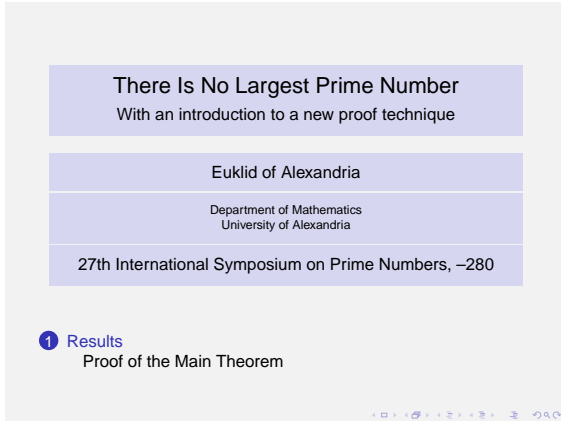 There Is No Largest Prime Number
With an introduction to a new proof technique
Euklid of Alexandria
Department of Mathematics
University of Alexandria
27th International Symposium on Prime Numbers, –280
1 Results
Proof of the Main Theorem